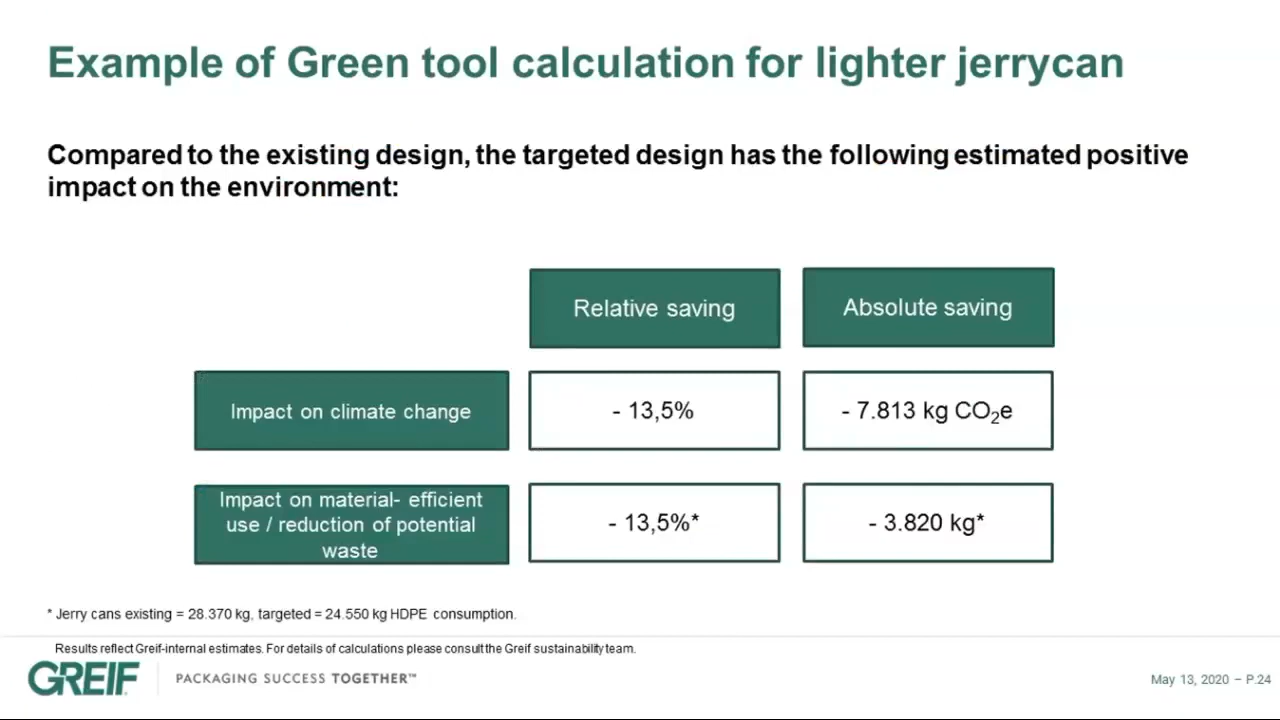 Example of Green tool calculation for lighter jerrycan
Compared to the existing design, the targeted design has the following estimated positive
impact on the environment:
Relative saving
Absolute saving
Impact on climate change
- 13,5%
- 7.813 kg CO₂e
Impact on material- efficient
use / reduction of potential
waste
- 13,5%*
- 3.820 kg*
* Jerry cans existing = 28.370 kg, targeted = 24.550 kg HDPE consumption.
Results reflect Greif-internal estimates. For details of calculations please consult the Greif sustainability team.
GREIF
PACKAGING SUCCESS TOGETHER™
May 13, 2020 – P.24